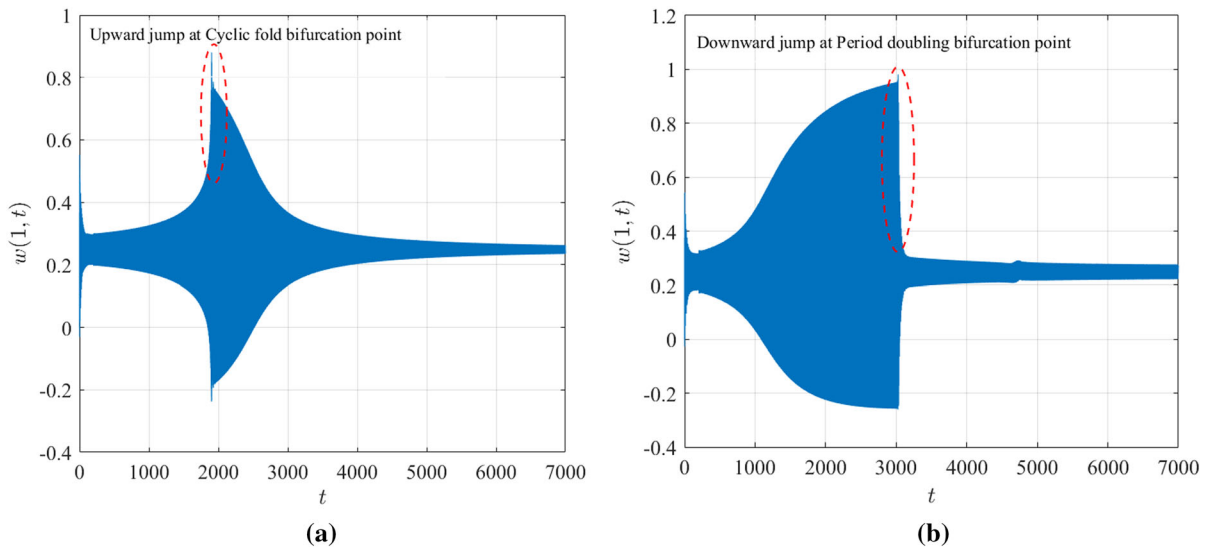 Upward jump at Cyclic fold bifurcation point
1
0.8
0.6
0.4
0.2
0
-0.2
-0.4
w(1, t)
0 1000 2000 3000 4000 5000 6000 7000
t
(a)
Downward jump at Period doubling bifurcation point
1.2
1
0.8
0.6
0.4
0.2
0
-0.2
-0.4
w(1, t)
0 1000 2000 3000 4000 5000 6000 7000
t
(b)